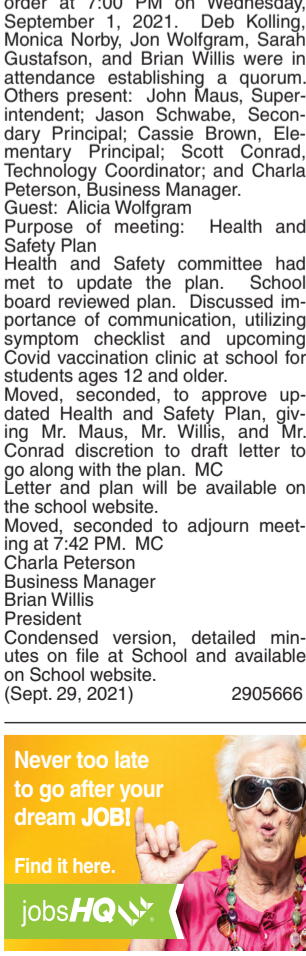 order at 7:00 PM on Wednesday,
September 1, 2021. Deb Kolling,
Monica Norby, Jon Wolfgram, Sarah
Gustafson, and Brian Willis were in
attendance establishing a quorum.
Others present: John Maus, Super-
intendent; Jason Schwabe, Secon-
dary Principal; Cassie Brown, Ele-
mentary Principal; Scott Conrad,
Technology Coordinator; and Charla
Peterson, Business Manager.
Guest: Alicia Wolfgram
Purpose of meeting: Health and
Safety Plan
Health and Safety committee had
met to update the plan. School
board reviewed plan. Discussed im-
portance of communication, utilizing
symptom checklist and upcoming
Covid vaccination clinic at school for
students ages 12 and older.
Moved, seconded, to approve up-
dated Health and Safety Plan, giv-
ing Mr. Maus, Mr. Willis, and Mr.
Conrad discretion to draft letter to
go along with the plan. MC
Letter and plan will be available on
the school website.
Moved, seconded to adjourn meet-
ing at 7:42 PM. MC
Charla Peterson
Business Manager
Brian Willis
President
Condensed version, detailed min-
utes on file at School and available
on School website.
(Sept. 29, 2021) 2905666
Never too late
to go after your
dream JOB!
Find it here.
jobsHQ